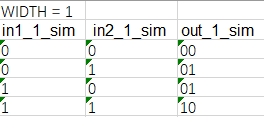 WIDTH = 1
in1_1_sim in2_1_sim out_1_sim
0 0 00
0 1 01
1 0 01
1 1 10